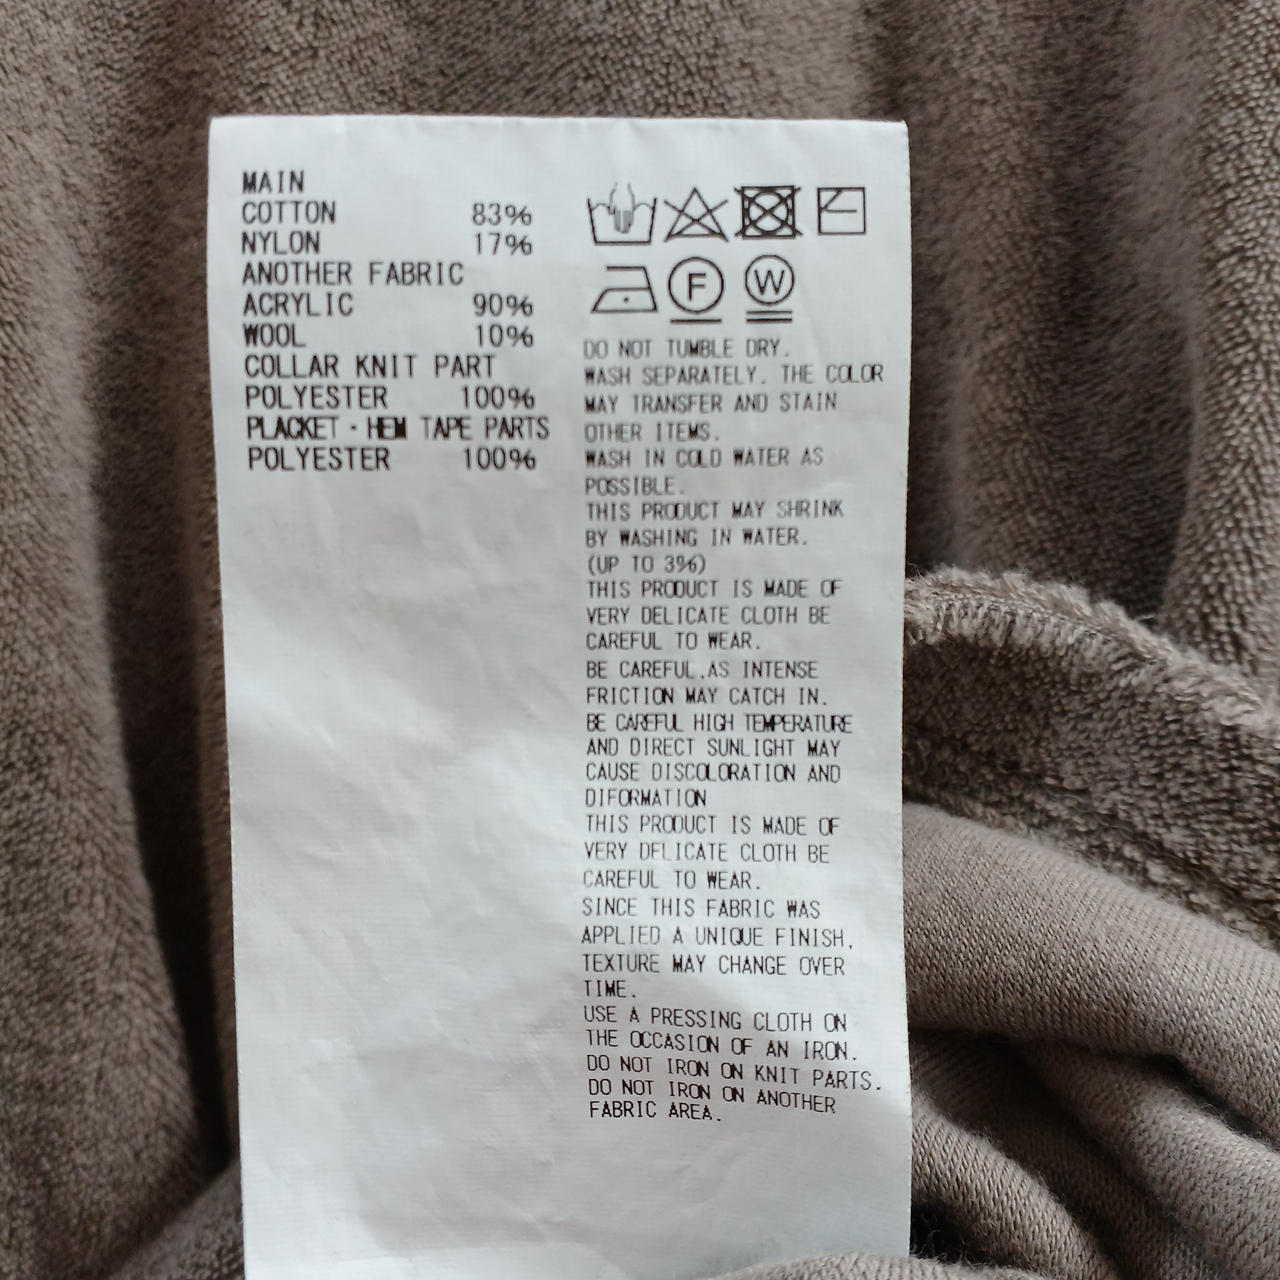 MAIN
COTTON 83%
NYLON 17%
ANOTHER FABRIC
ACRYLIC 90%
WOOL 10%
COLLAR KNIT PART
POLYESTER 100%
PLACKET・HEM TAPE PARTS
POLYESTER 100%
F W
DO NOT TUMBLE DRY.
WASH SEPARATELY. THE COLOR
MAY TRANSFER AND STAIN
OTHER ITEMS.
WASH IN COLD WATER AS
POSSIBLE.
THIS PRODUCT MAY SHRINK
BY WASHING IN WATER.
(UP TO 3%)
THIS PRODUCT IS MADE OF
VERY DELICATE CLOTH BE
CAREFUL TO WEAR.
BE CAREFUL.AS INTENSE
FRICTION MAY CATCH IN.
BE CAREFUL HIGH TEMPERATURE
AND DIRECT SUNLIGHT MAY
CAUSE DISCOLORATION AND
DIFORMATION
THIS PRODUCT IS MADE OF
VERY DELICATE CLOTH BE
CAREFUL TO WEAR.
SINCE THIS FABRIC WAS
APPLIED A UNIQUE FINISH,
TEXTURE MAY CHANGE OVER
TIME.
USE A PRESSING CLOTH ON
THE OCCASION OF AN IRON.
DO NOT IRON ON KNIT PARTS.
DO NOT IRON ON ANOTHER
FABRIC AREA.